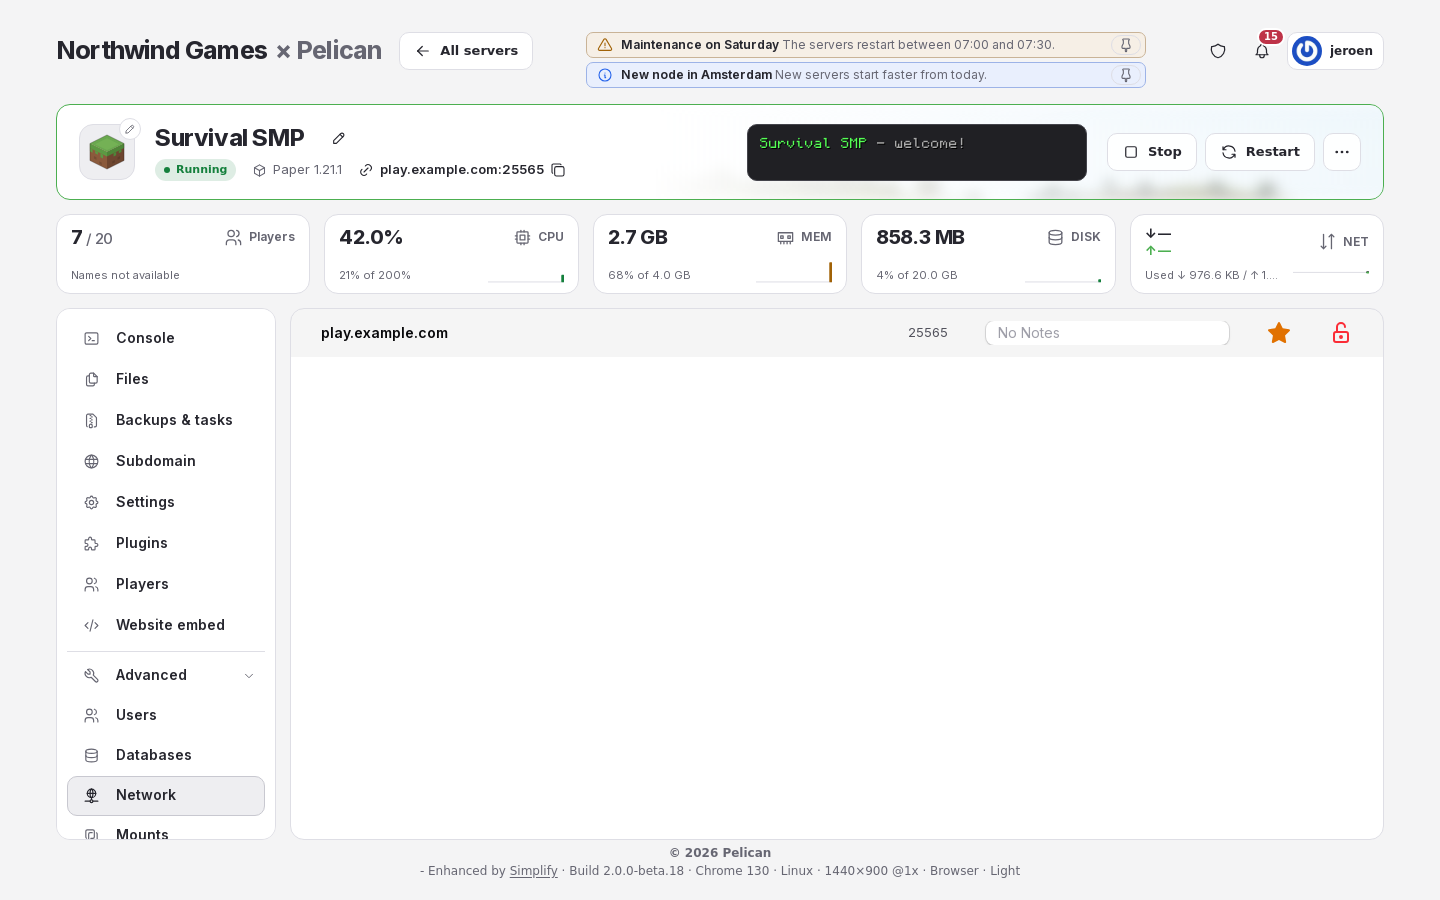 Northwind Games × Pelican
All servers
Maintenance on Saturday The servers restart between 07:00 and 07:30.
New node in Amsterdam New servers start faster from today.
15
jeroen
Survival SMP
Running
Paper 1.21.1
play.example.com:25565
Survival SMP - welcome!
Stop
Restart
7 / 20
Players
Names not available
42.0%
CPU
21% of 200%
2.7 GB
MEM
68% of 4.0 GB
858.3 MB
DISK
4% of 20.0 GB
↓—
↑—
NET
Used ↓ 976.6 KB / ↑ 1....
Console
Files
Backups & tasks
Subdomain
Settings
Plugins
Players
Website embed
Advanced
Users
Databases
Network
Mounts
play.example.com
25565
No Notes
© 2026 Pelican
- Enhanced by Simplify · Build 2.0.0-beta.18 · Chrome 130 · Linux · 1440×900 @1x · Browser · Light